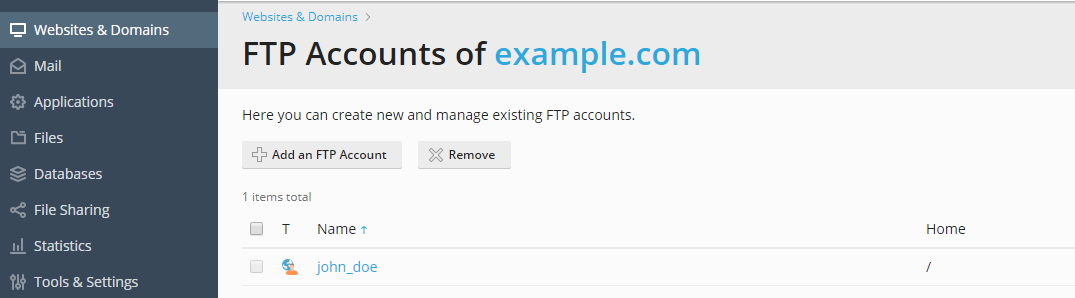 Websites & Domains
Mail
Applications
Files
Databases
File Sharing
Statistics
Tools & Settings
Websites & Domains >
FTP Accounts of example.com
Here you can create new and manage existing FTP accounts.
Add an FTP Account Remove
1 items total
T Name ↑ Home
john_doe /